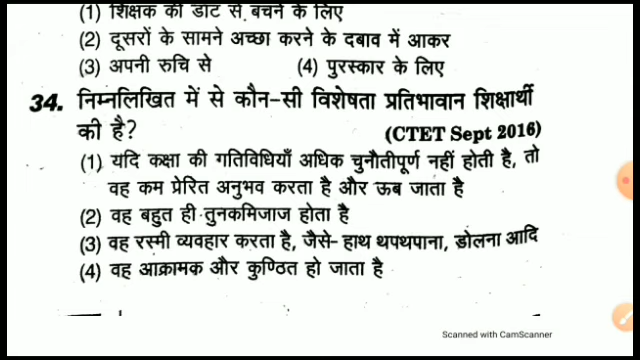 (1) शिक्षक की डाँट से बचने के लिए
(2) दूसरों के सामने अच्छा करने के दबाव में आकर
(3) अपनी रुचि से (4) पुरस्कार के लिए
34. निम्नलिखित में से कौन-सी विशेषता प्रतिभावान शिक्षार्थी
की है? (CTET Sept 2016)
(1) यदि कक्षा की गतिविधियाँ अधिक चुनौतीपूर्ण नहीं होती है, तो
वह कम प्रेरित अनुभव करता है और ऊब जाता है
(2) वह बहुत ही तुनकमिजाज होता है
(3) वह रस्मी व्यवहार करता है, जैसे- हाथ थपथपाना, डोलना आदि
(4) वह आक्रामक और कुण्ठित हो जाता है
Scanned with CamScanner